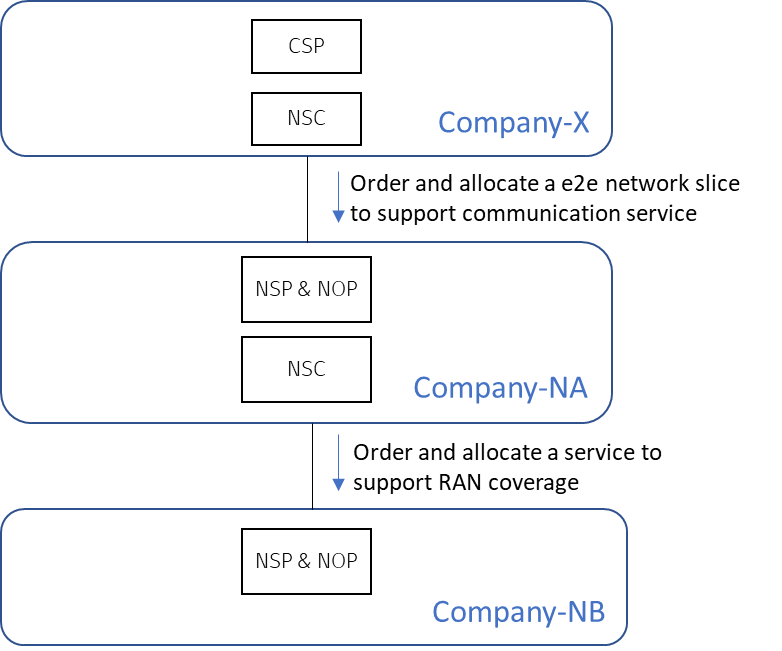 CSP
NSC
Company-X
Order and allocate a e2e network slice
to support communication service
NSP & NOP
NSC
Company-NA
Order and allocate a service to
support RAN coverage
NSP & NOP
Company-NB